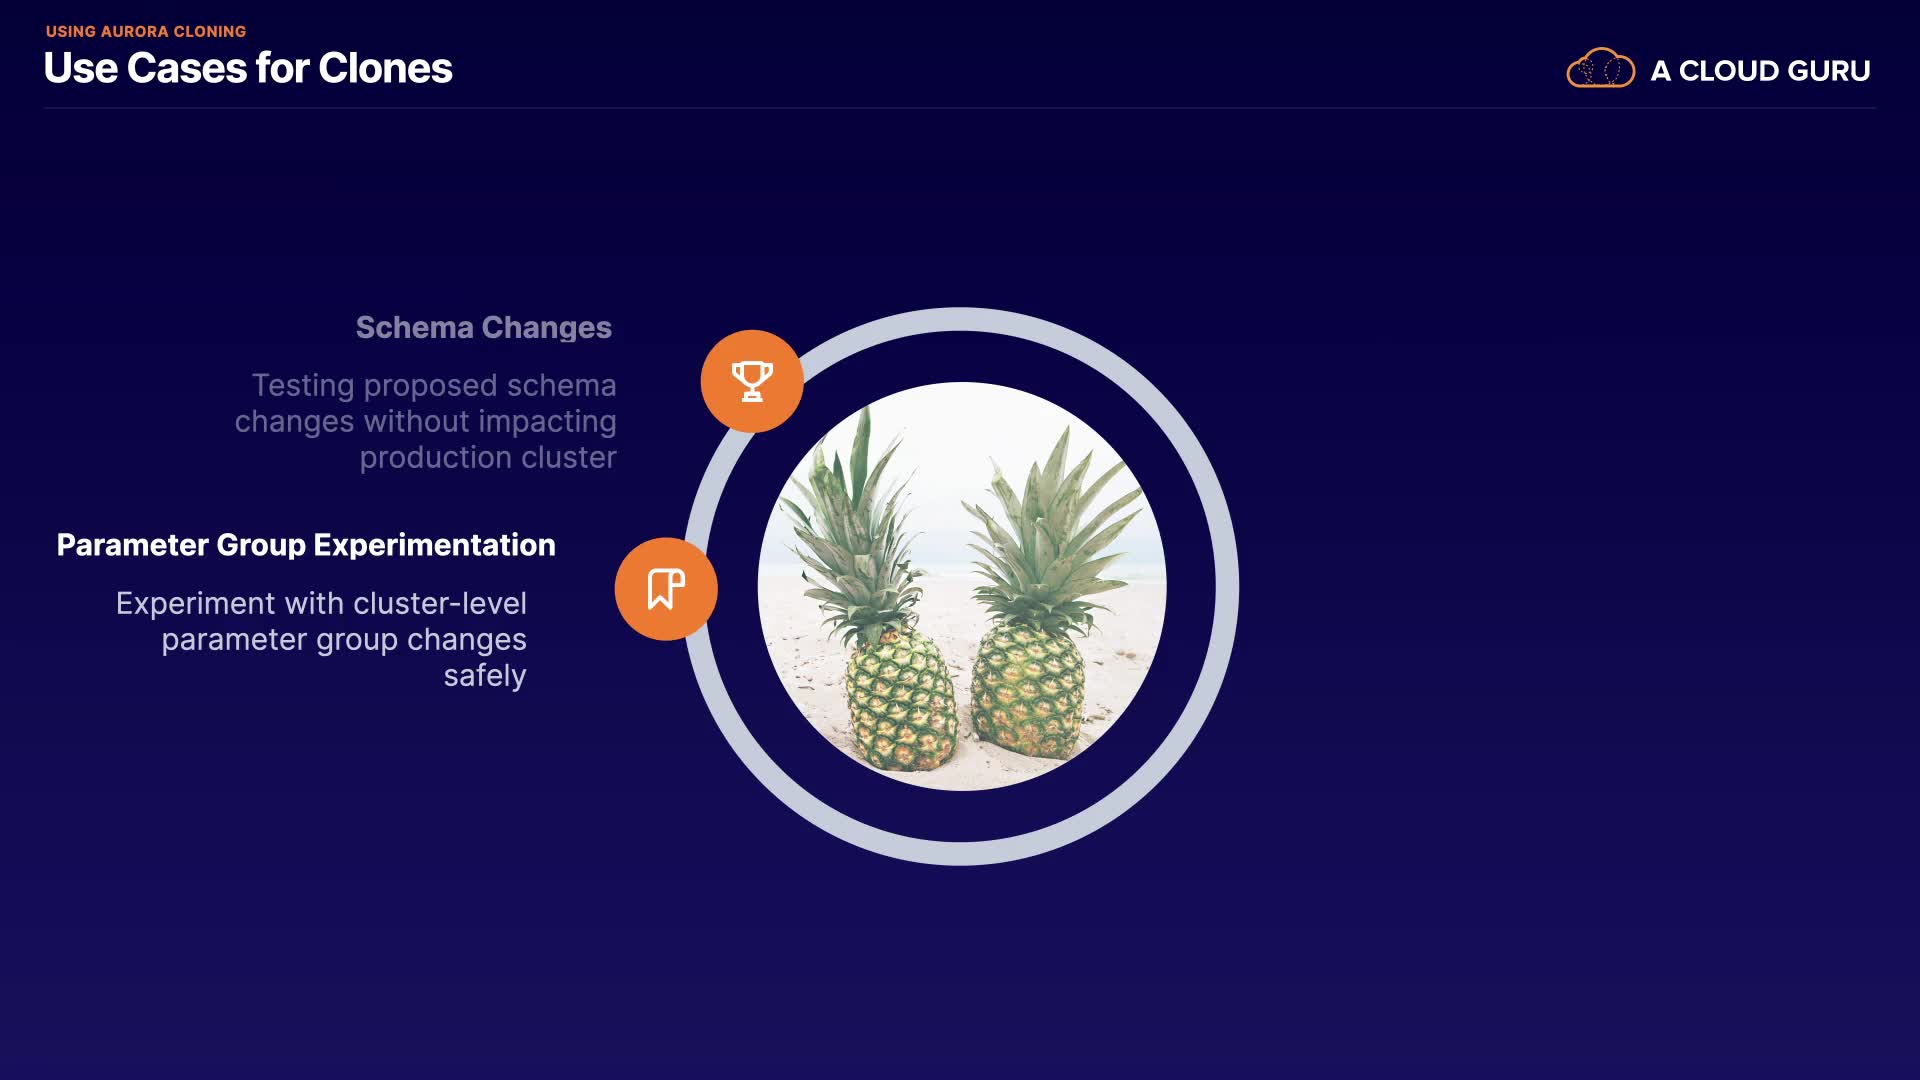 USING AURORA CLONING
Use Cases for Clones
A CLOUD GURU
Schema Changes
Testing proposed schema
changes without impacting
production cluster
Parameter Group Experimentation
Experiment with cluster-level
parameter group changes
safely